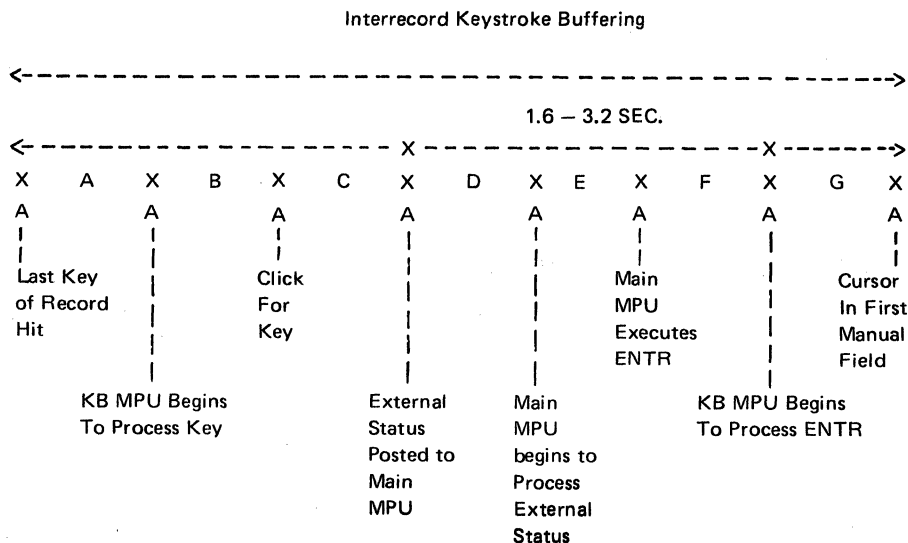 Interrecord Keystroke Buffering
<------------------------------------------------------------>
1.6 – 3.2 SEC.
<--------------------------X------------------------X--------->
X A X B X C X D X E X F X G X
A A A A A A A A
Last Key Click Main Cursor
of Record For MPU In First
Hit Key Executes Manual
ENTR Field
KB MPU Begins External Main KB MPU Begins
To Process Key Status MPU To Process ENTR
Posted to begins to
Main Process
MPU External
Status